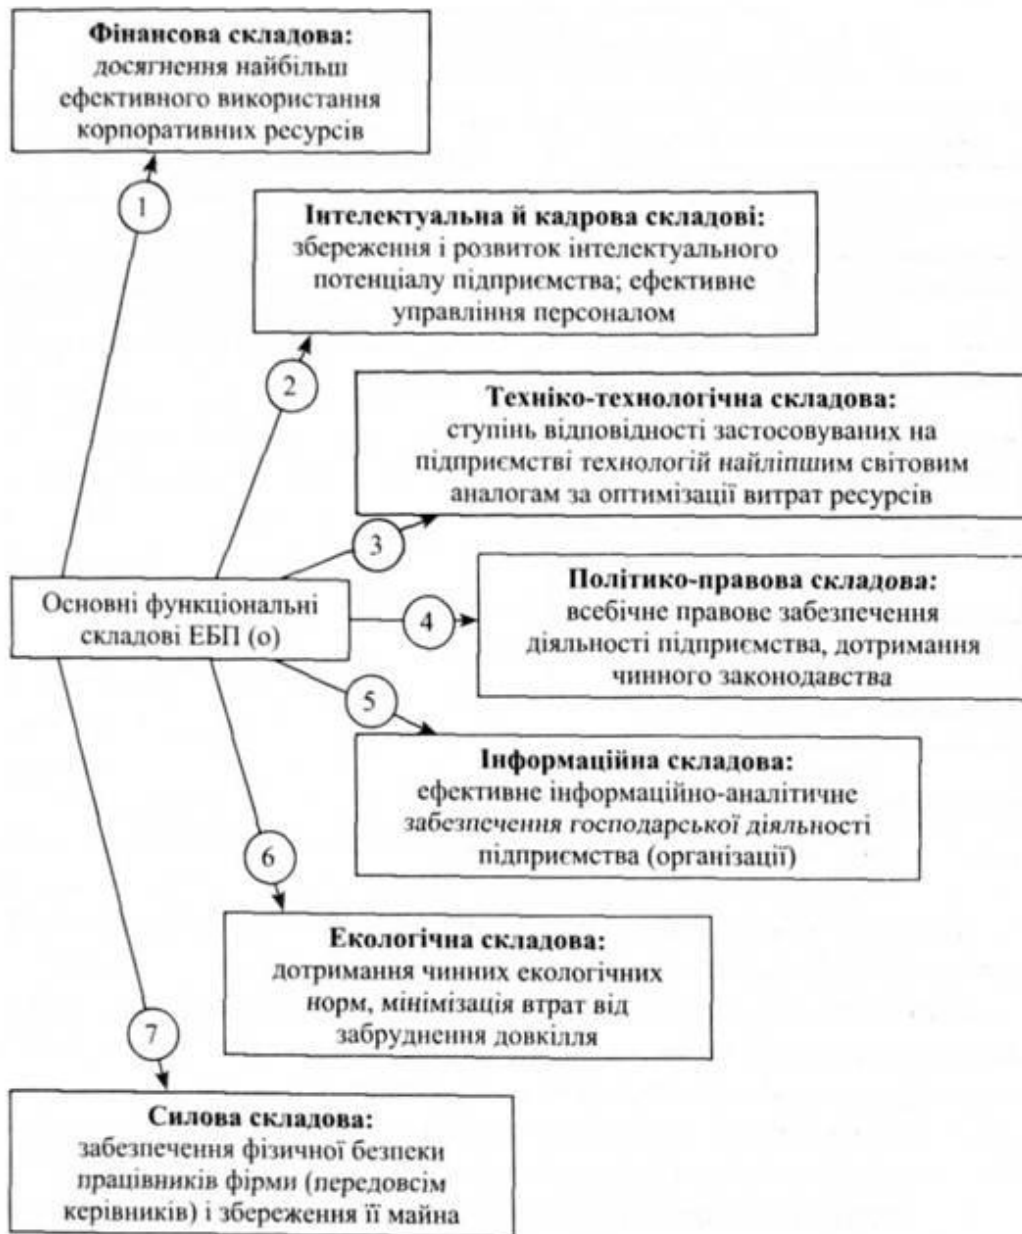 Фінансова складова:
досягнення найбільш
ефективного використання
корпоративних ресурсів
1
Інтелектуальна й кадрова складові:
збереження і розвиток інтелектуального
потенціалу підприємства; ефективне
управління персоналом
2
Техніко-технологічна складова:
ступінь відповідності застосовуваних на
підприємстві технологій найліпшим світовим
аналогам за оптимізації витрат ресурсів
3
Основні функціональні
складові ЕБП (о)
4
Політико-правова складова:
всебічне правове забезпечення
діяльності підприємства, дотримання
чинного законодавства
5
Інформаційна складова:
ефективне інформаційно-аналітичне
забезпечення господарської діяльності
підприємства (організації)
6
Екологічна складова:
дотримання чинних екологічних
норм, мінімізація втрат від
забруднення довкілля
7
Силова складова:
забезпечення фізичної безпеки
працівників фірми (передовсім
керівників) і збереження її майна